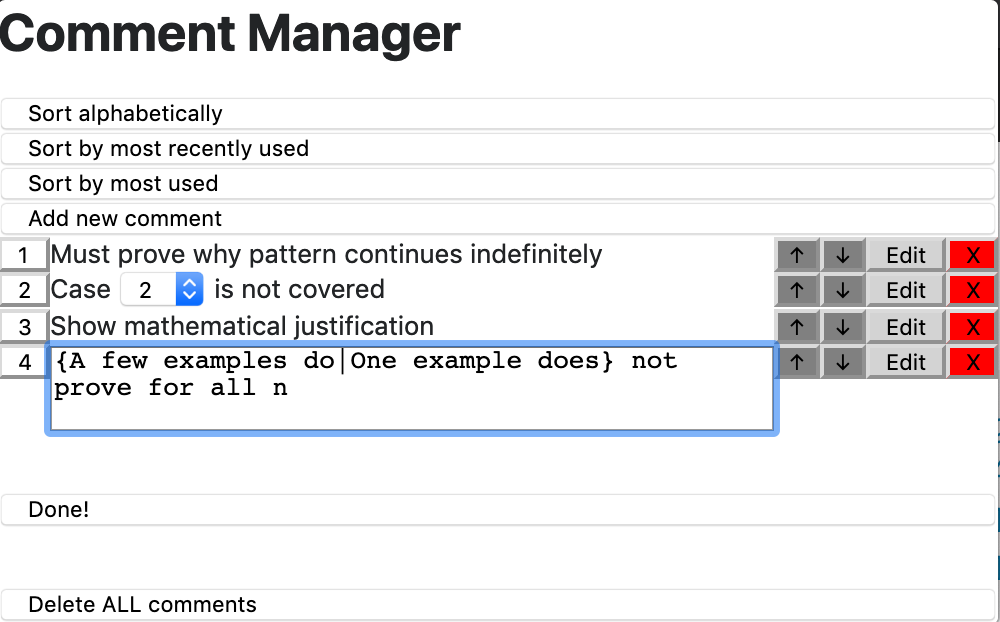 Comment Manager
Sort alphabetically
Sort by most recently used
Sort by most used
Add new comment
1 Must prove why pattern continues indefinitely ↑ ↓ Edit X
2 Case 2 is not covered ↑ ↓ Edit X
3 Show mathematical justification ↑ ↓ Edit X
4 {A few examples do|One example does} not ↑ ↓ Edit X
prove for all n
Done!
Delete ALL comments